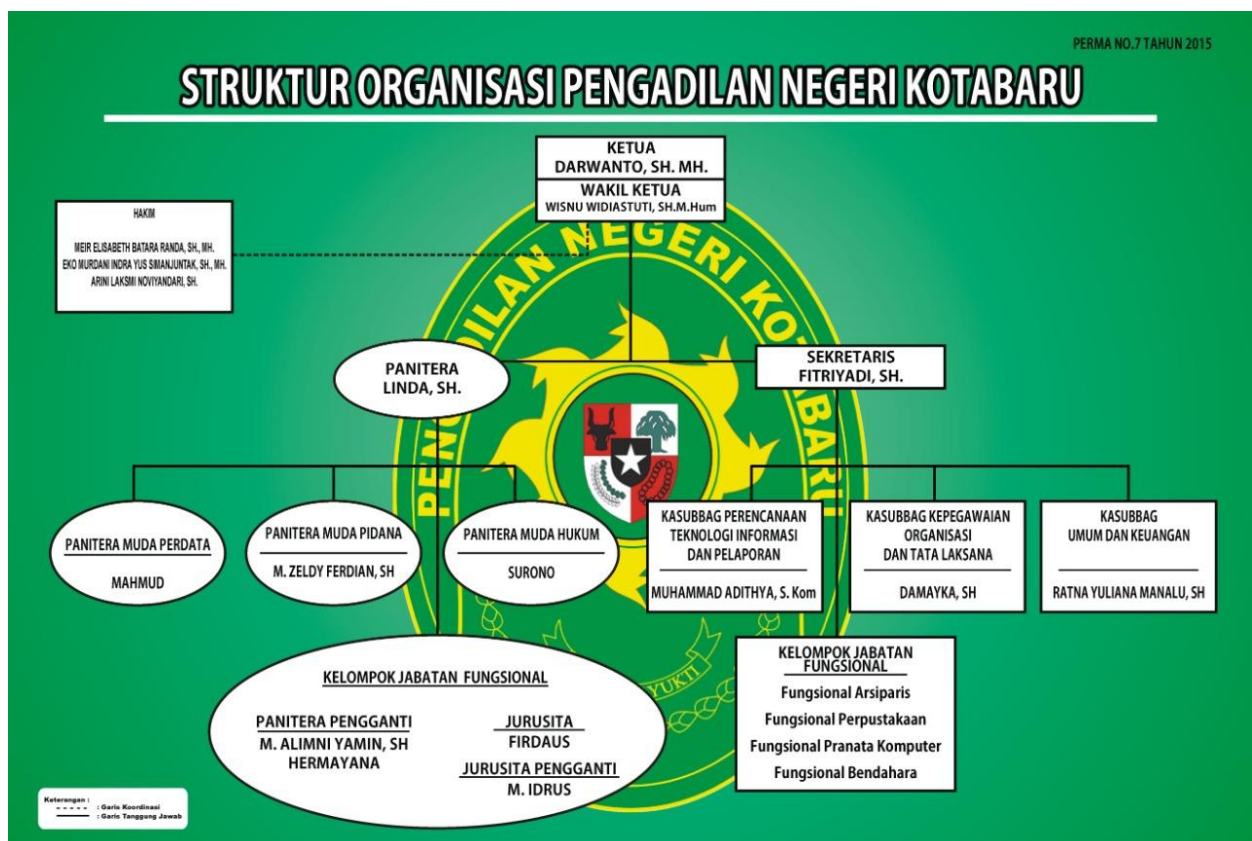 PERMA NO.7 TAHUN 2015
STRUKTUR ORGANISASI PENGADILAN NEGERI KOTABARU
KETUA
DARWANTO, SH. MH.
WAKIL KETUA
WISNU WIDIASTUTI, SH.M.Hum
HAKIM
MEIR ELISABETH BATARA RANDA, SH., MH.
EKO MURDANI INDRA YUS SIMANJUNTAK, SH., MH.
ARINI LAKSMI NOVIYANDARI, SH.
PENGADILAN NEGERI KOTABARU
PANITERA
LINDA, SH.
SEKRETARIS
FITRIYADI, SH.
PANITERA MUDA PERDATA
MAHMUD
PANITERA MUDA PIDANA
M. ZELDY FERDIAN, SH
PANITERA MUDA HUKUM
SURONO
KASUBBAG PERENCANAAN
TEKNOLOGI INFORMASI
DAN PELAPORAN
MUHAMMAD ADITHYA, S. Kom
KASUBBAG KEPEGAWAIAN
ORGANISASI
DAN TATA LAKSANA
DAMAYKA, SH
KASUBBAG
UMUM DAN KEUANGAN
RATNA YULIANA MANALU, SH
KELOMPOK JABATAN FUNGSIONAL
PANITERA PENGGANTI
M. ALIMNI YAMIN, SH
HERMAYANA
JURUSITA
FIRDAUS
JURUSITA PENGGANTI
M. IDRUS
YUKTI
KELOMPOK JABATAN
FUNGSIONAL
Fungsional Arsiparis
Fungsional Perpustakaan
Fungsional Pranata Komputer
Fungsional Bendahara
Keterangan :
: Garis Koordinasi
: Garis Tanggung Jawab